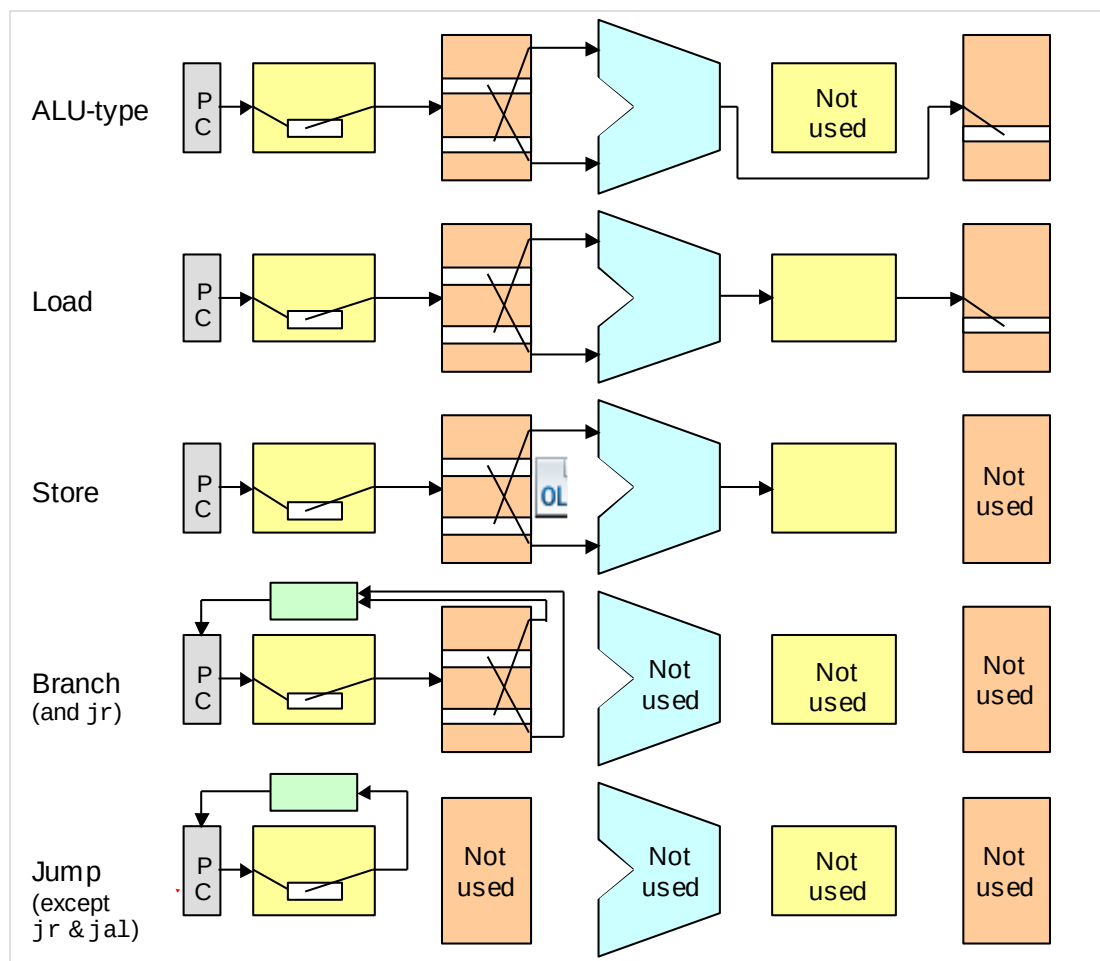 ALU-type
P
C
Not
used
Load
P
C
Store
P
C
OL
Not
used
Branch
(and jr)
P
C
Not
used
Not
used
Not
used
Jump
(except
jr & jal)
P
C
Not
used
Not
used
Not
used
Not
used